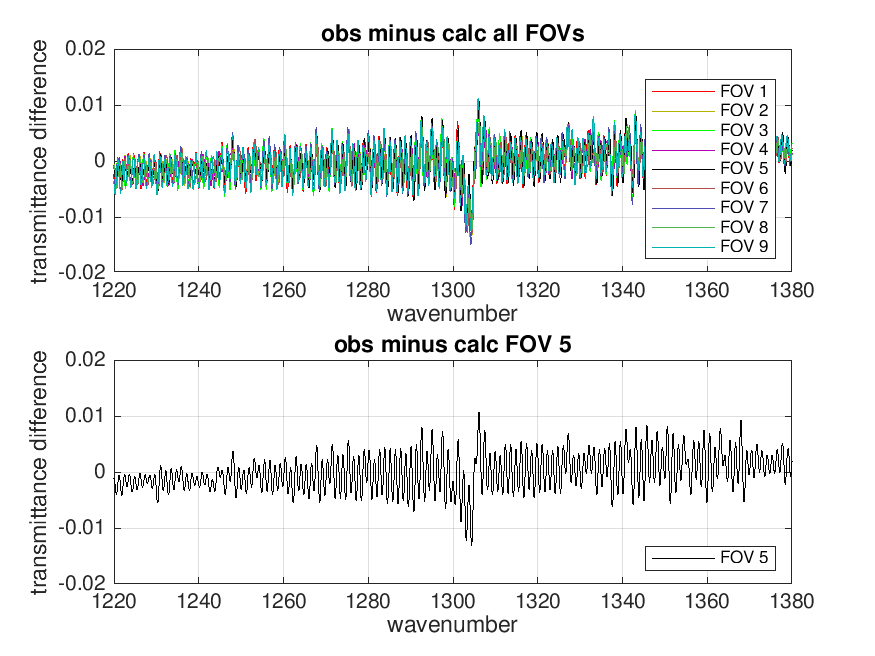 obs minus calc all FOVs
transmittance difference
0.02
0.01
0
-0.01
-0.02
FOV 1
FOV 2
FOV 3
FOV 4
FOV 5
FOV 6
FOV 7
FOV 8
FOV 9
1220 1240 1260 1280 1300 1320 1340 1360 1380
wavenumber
obs minus calc FOV 5
transmittance difference
0.02
0.01
0
-0.01
-0.02
FOV 5
1220 1240 1260 1280 1300 1320 1340 1360 1380
wavenumber